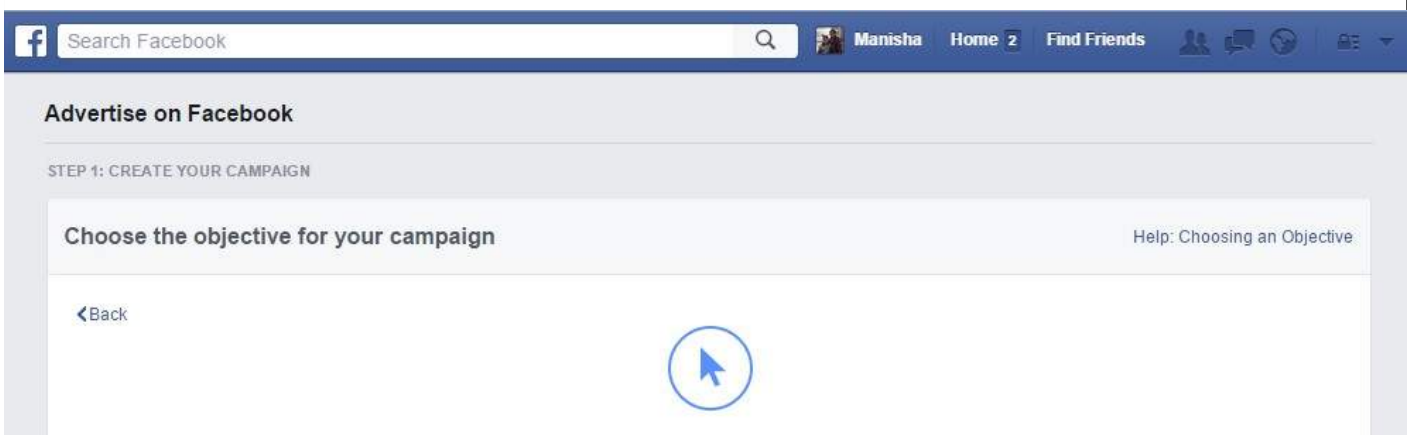 f Search Facebook Manisha Home 2 Find Friends
Advertise on Facebook
STEP 1: CREATE YOUR CAMPAIGN
Choose the objective for your campaign Help: Choosing an Objective
Back